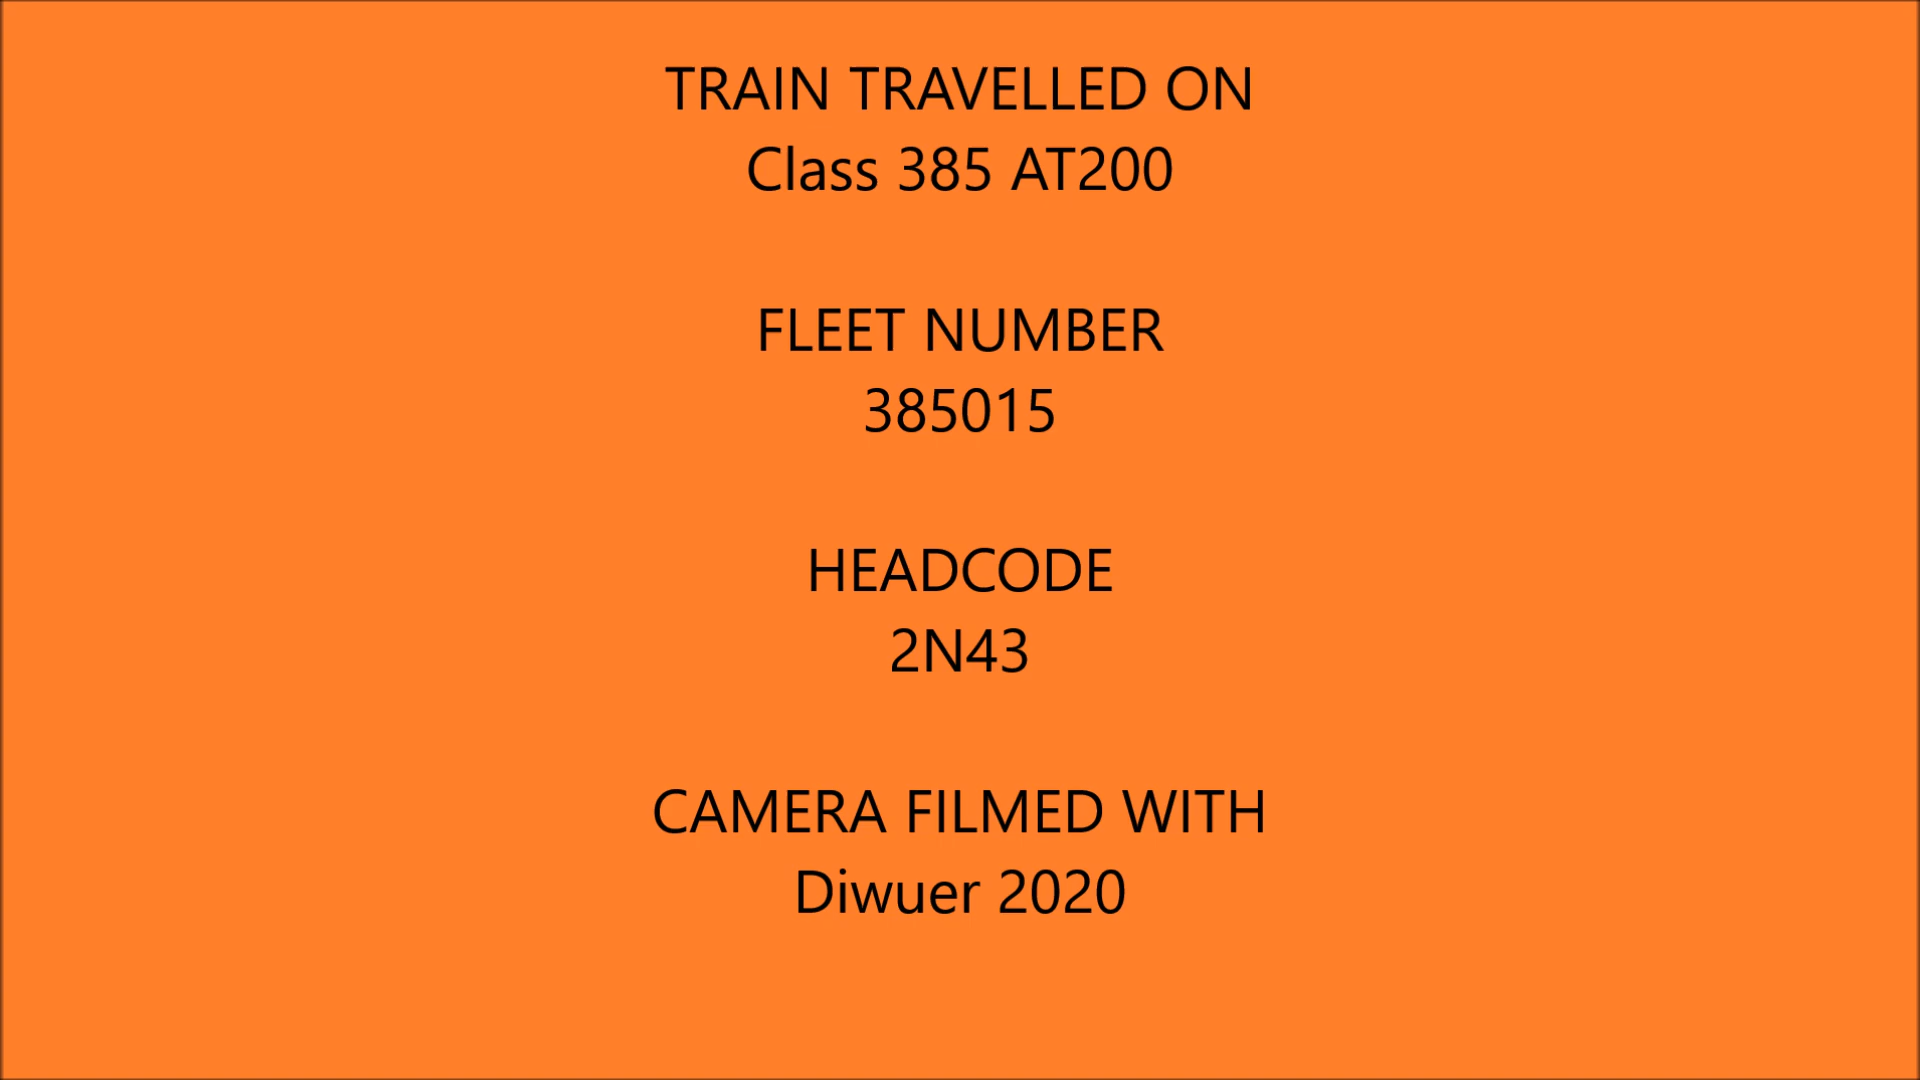 TRAIN TRAVELLED ON
Class 385 AT200
FLEET NUMBER
385015
HEADCODE
2N43
CAMERA FILMED WITH
Diwuer 2020